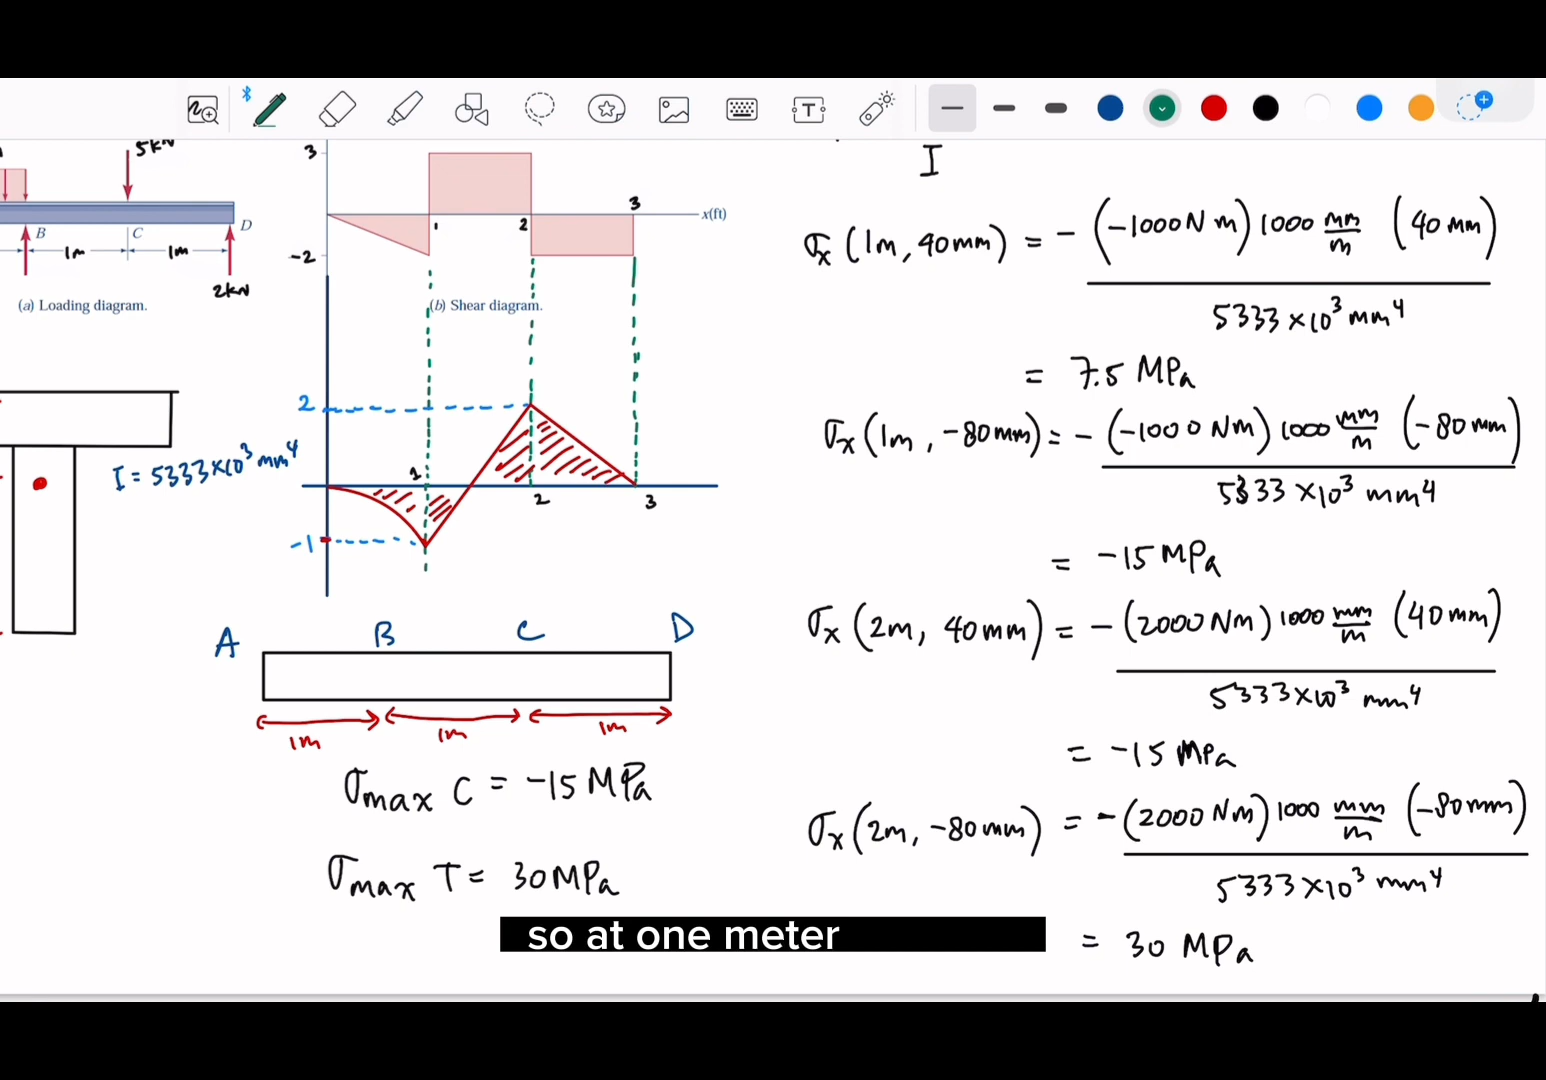 5kN
B
C
D
1m
1m
2kN
(a) Loading diagram.
3
-2
1
2
3
x(ft)
(b) Shear diagram.
2
-1
1
2
3
I = 5333×10³ mm⁴
A B C D
1m 1m 1m
σmax C = -15 MPa
σmax T = 30 MPa
I
σx (1m, 40mm) = - (-1000 N m) 1000 mm/m (40 mm)
5333 ×10³ mm⁴
= 7.5 MPa
σx (1m, -80mm) = - (-1000 Nm) 1000 mm/m (-80 mm)
5333 ×10³ mm⁴
= -15 MPa
σx (2m, 40mm) = - (2000 Nm) 1000 mm/m (40 mm)
5333×10³ mm⁴
= -15 MPa
σx (2m, -80mm) = - (2000 Nm) 1000 mm/m (-80mm)
5333×10³ mm⁴
= 30 MPa
so at one meter